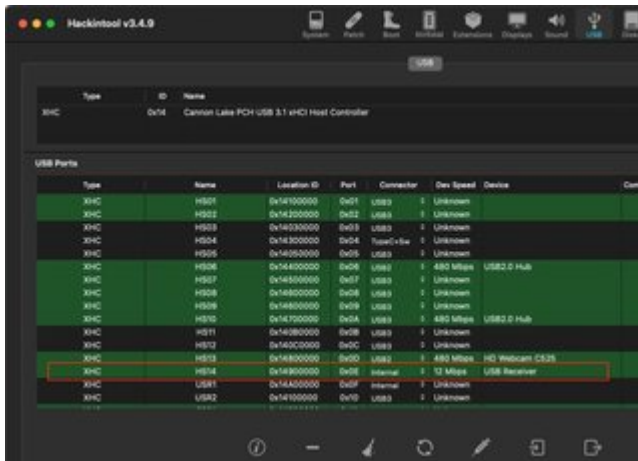 Hackintool v3.4.9
System Patch Boot NVRAM Extensions Displays Sound USB
USB
Type ID Name
XHC 0x14 Cannon Lake PCH USB 3.1 xHCI Host Controller
USB Ports
Type Name Location ID Port Connector Dev Speed Device
XHC HS01 0x14100000 0x01 USB3 Unknown
XHC HS02 0x14200000 0x02 USB3 Unknown
XHC HS03 0x14030000 0x03 USB3 Unknown
XHC HS04 0x14300000 0x04 TypeC+Sw Unknown
XHC HS05 0x14050000 0x05 USB3 Unknown
XHC HS06 0x14400000 0x06 USB3 480 Mbps USB2.0 Hub
XHC HS07 0x14500000 0x07 USB3 Unknown
XHC HS08 0x14600000 0x08 USB3 Unknown
XHC HS09 0x09 USB3 Unknown
XHC HS10 0x14700000 0x0A USB3 480 Mbps USB2.0 Hub
XHC HS11 0x140B0000 0x0B USB3 Unknown
XHC HS12 0x140C0000 0x0C USB3 Unknown
XHC HS13 0x14800000 0x0D USB3 480 Mbps HD Webcam C525
XHC HS14 0x14900000 0x0E Internal 12 Mbps USB Receiver
XHC USR1 0x14A00000 0x0F Internal Unknown
XHC USR2 0x14100000 0x10 USB3 Unknown